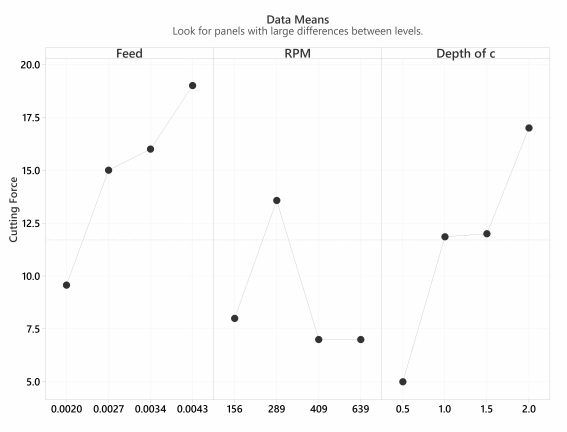 Data Means
Look for panels with large differences between levels.
Feed RPM Depth of c
20.0
17.5
15.0
12.5
10.0
7.5
5.0
Cutting Force
0.0020 0.0027 0.0034 0.0043 156 289 409 639 0.5 1.0 1.5 2.0